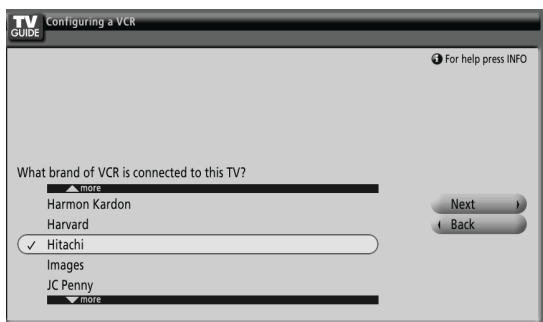 TV
GUIDE
Configuring a VCR
i For help press INFO
What brand of VCR is connected to this TV?
more
Harmon Kardon
Harvard
✓ Hitachi
Images
JC Penny
more
Next
Back